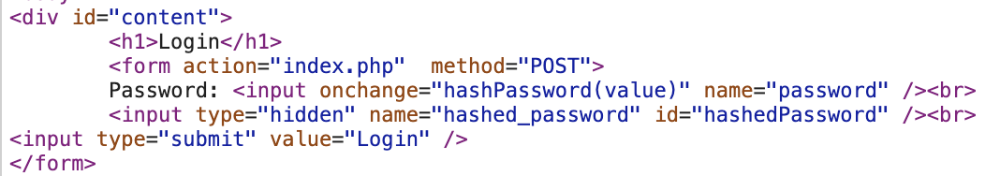 <div id="content">
<h1>Login</h1>
<form action="index.php"  method="POST">
Password: <input onchange="hashPassword(value)" name="password" /><br>
<input type="hidden" name="hashed_password" id="hashedPassword" /><br>
<input type="submit" value="Login" />
</form>